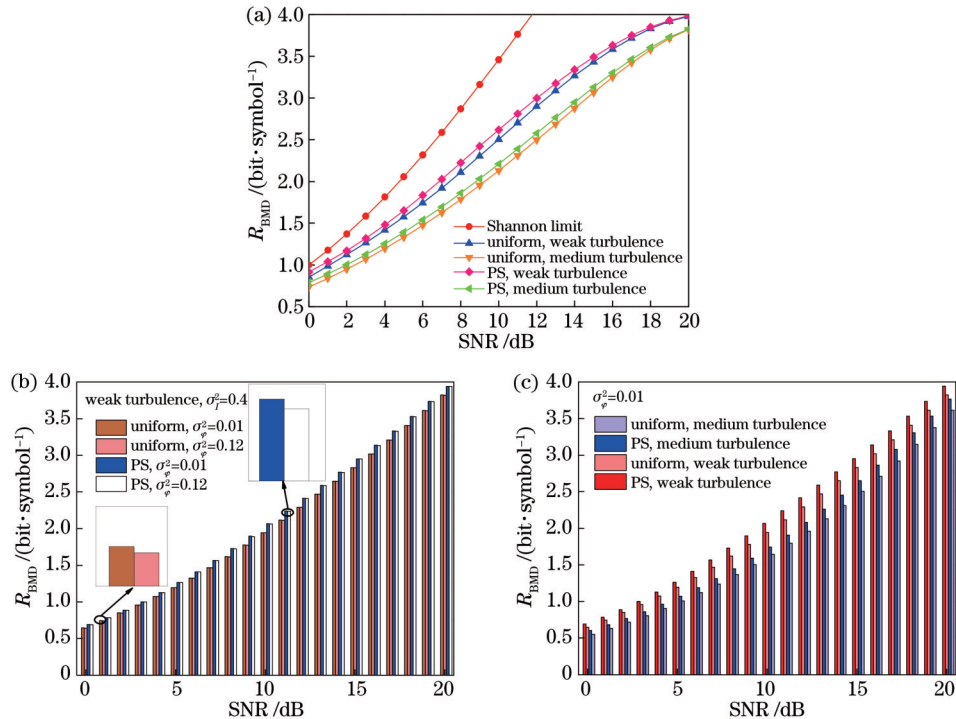 (a)
4.0
3.5
3.0
2.5
2.0
1.5
1.0
0.5
R_BMD /(bit·symbol⁻¹)
Shannon limit
uniform, weak turbulence
uniform, medium turbulence
PS, weak turbulence
PS, medium turbulence
0 2 4 6 8 10 12 14 16 18 20
SNR /dB
(b)
4.0
3.5
3.0
2.5
2.0
1.5
1.0
0.5
0
R_BMD /(bit·symbol⁻¹)
weak turbulence, σ_I²=0.4
uniform, σ_φ²=0.01
uniform, σ_φ²=0.12
PS, σ_φ²=0.01
PS, σ_φ²=0.12
0 5 10 15 20
SNR /dB
(c)
4.0
3.5
3.0
2.5
2.0
1.5
1.0
0.5
0
R_BMD /(bit·symbol⁻¹)
σ_φ²=0.01
uniform, medium turbulence
PS, medium turbulence
uniform, weak turbulence
PS, weak turbulence
0 5 10 15 20
SNR /dB